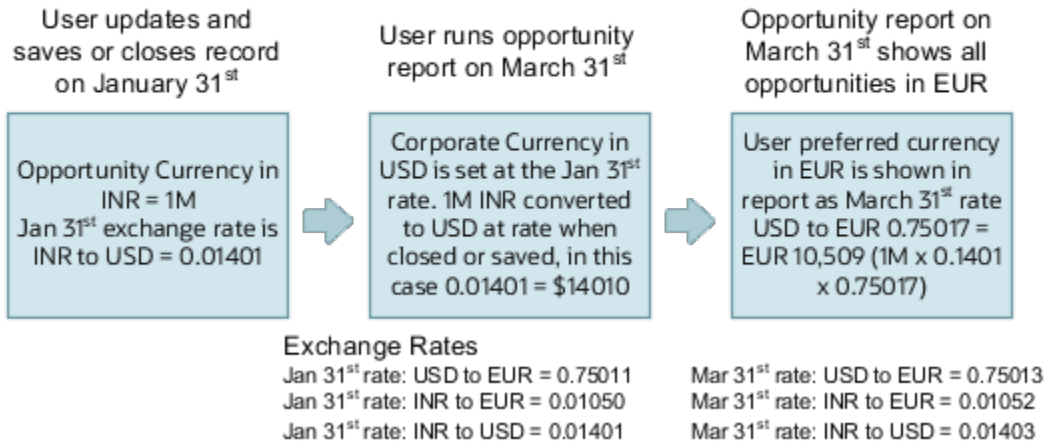 User updates and
saves or closes record
on January 31st
User runs opportunity
report on March 31st
Opportunity report on
March 31st shows all
opportunities in EUR
Opportunity Currency in
INR = 1M
Jan 31st exchange rate is
INR to USD = 0.01401
Corporate Currency in
USD is set at the Jan 31st
rate. 1M INR converted
to USD at rate when
closed or saved, in this
case 0.01401 = $14010
User preferred currency
in EUR is shown in
report as March 31st rate
USD to EUR 0.75017 =
EUR 10,509 (1M x 0.1401
x 0.75017)
Exchange Rates
Jan 31st rate: USD to EUR = 0.75011
Jan 31st rate: INR to EUR = 0.01050
Jan 31st rate: INR to USD = 0.01401
Mar 31st rate: USD to EUR = 0.75013
Mar 31st rate: INR to EUR = 0.01052
Mar 31st rate: INR to USD = 0.01403